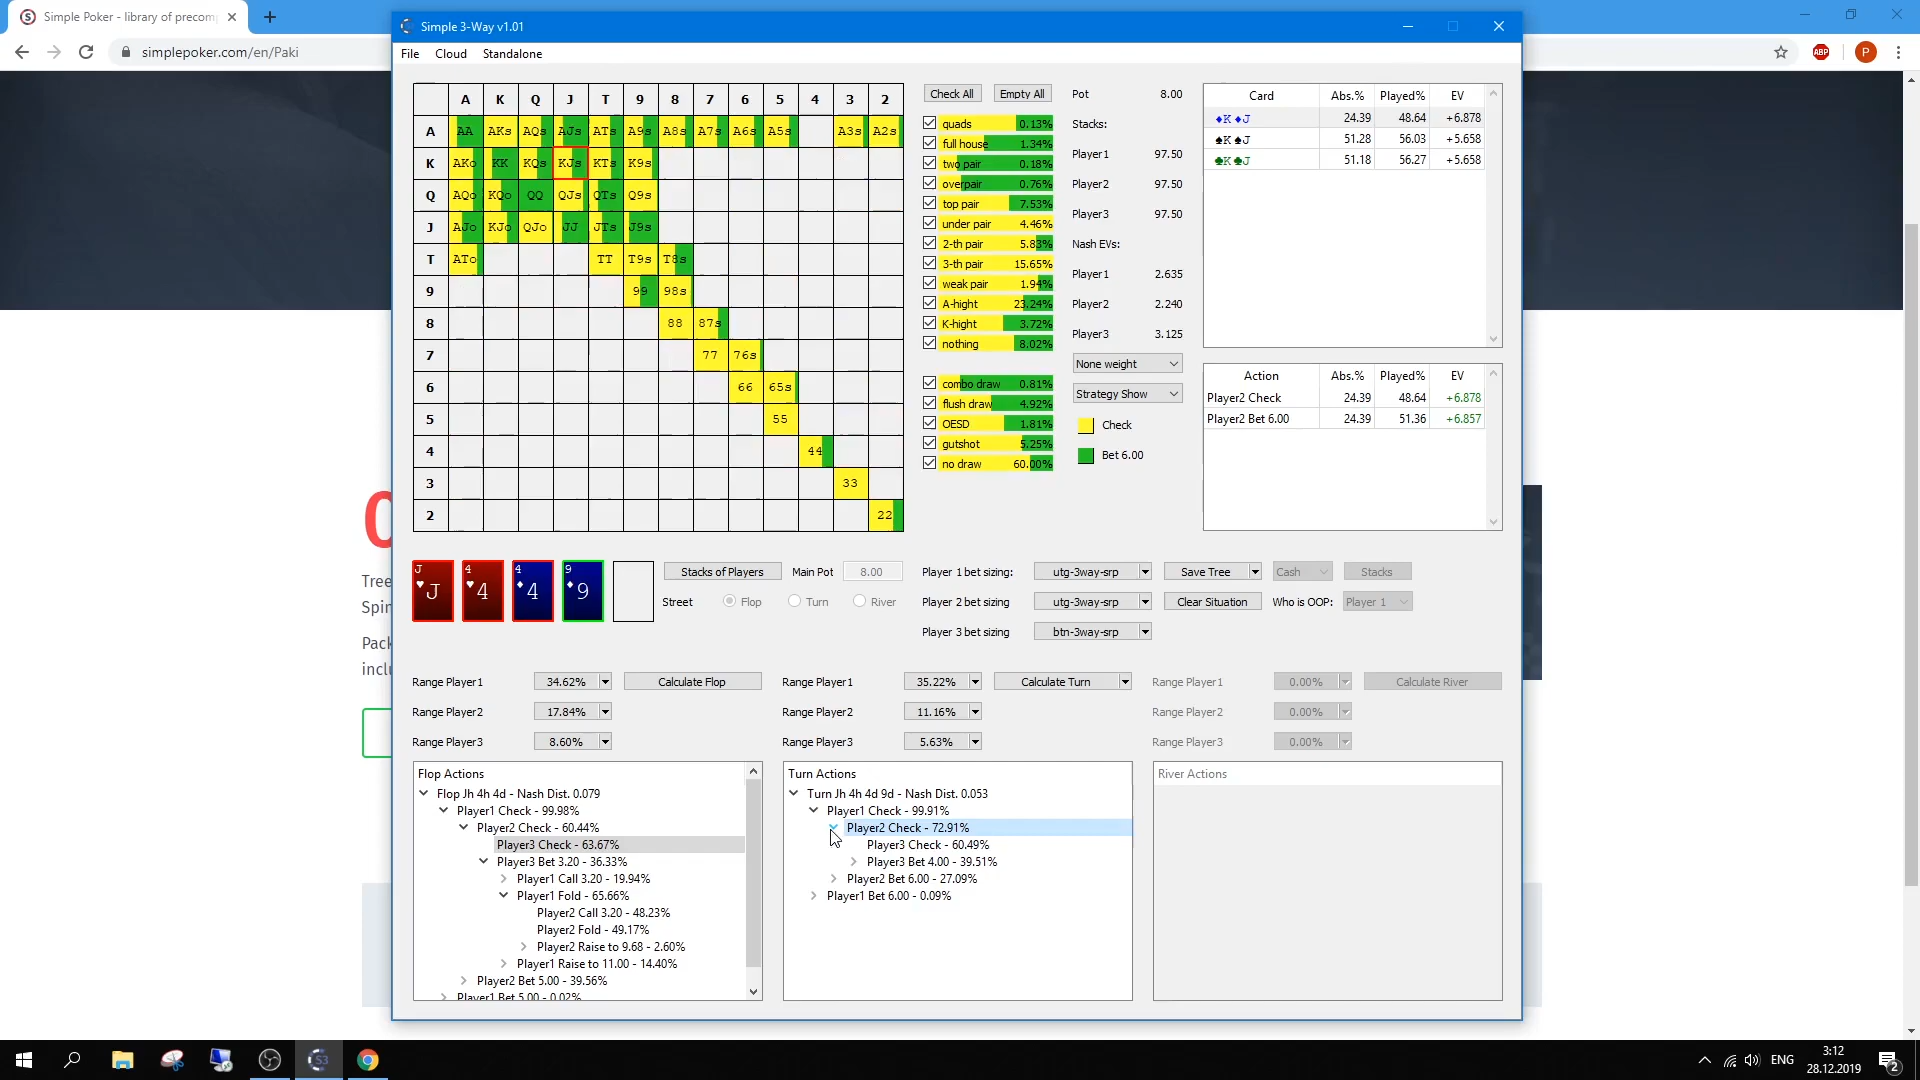 Simple Poker - library of precomp
simplepoker.com/en/Paki
ABP
P
Simple 3-Way v1.01
File Cloud Standalone
A K Q J T 9 8 7 6 5 4 3 2
A AA AKs AQs AJs ATs A9s A8s A7s A6s A5s A3s A2s
K AKo KK KQs KJs KTs K9s
Q AQo KQo QQ QJs QTs Q9s
J AJo KJo QJo JJ JTs J9s
T ATo TT T9s T8s
9 99 98s
8 88 87s
7 77 76s
6 66 65s
5 55
4 44
3 33
2 22
Check All Empty All
quads 0.13%
full house 1.34%
two pair 0.18%
overpair 0.76%
top pair 7.53%
under pair 4.46%
2-th pair 5.83%
3-th pair 15.65%
weak pair 1.94%
A-hight 23.24%
K-hight 3.72%
nothing 8.02%
combo draw 0.81%
flush draw 4.92%
OESD 1.81%
gutshot 5.25%
no draw 60.00%
Pot 8.00
Stacks:
Player1 97.50
Player2 97.50
Player3 97.50
Nash EVs:
Player1 2.635
Player2 2.240
Player3 3.125
None weight
Strategy Show
Check
Bet 6.00
Card Abs.% Played% EV
♦K ♦J 24.39 48.64 +6.878
♠K ♠J 51.28 56.03 +5.658
♣K ♣J 51.18 56.27 +5.658
Action Abs.% Played% EV
Player2 Check 24.39 48.64 +6.878
Player2 Bet 6.00 24.39 51.36 +6.857
J ♥ J
4 ♥ 4
4 ♦ 4
9 ♦ 9
Stacks of Players Main Pot 8.00
Street Flop Turn River
Player 1 bet sizing: utg-3way-srp Save Tree Cash Stacks
Player 2 bet sizing utg-3way-srp Clear Situation Who is OOP: Player 1
Player 3 bet sizing btn-3way-srp
Range Player1 34.62% Calculate Flop
Range Player2 17.84%
Range Player3 8.60%
Range Player1 35.22% Calculate Turn
Range Player2 11.16%
Range Player3 5.63%
Range Player1 0.00% Calculate River
Range Player2 0.00%
Range Player3 0.00%
Flop Actions
Flop Jh 4h 4d - Nash Dist. 0.079
Player1 Check - 99.98%
Player2 Check - 60.44%
Player3 Check - 63.67%
Player3 Bet 3.20 - 36.33%
Player1 Call 3.20 - 19.94%
Player1 Fold - 65.66%
Player2 Call 3.20 - 48.23%
Player2 Fold - 49.17%
Player2 Raise to 9.68 - 2.60%
Player1 Raise to 11.00 - 14.40%
Player2 Bet 5.00 - 39.56%
Player1 Bet 5.00 - 0.02%
Turn Actions
Turn Jh 4h 4d 9d - Nash Dist. 0.053
Player1 Check - 99.91%
Player2 Check - 72.91%
Player3 Check - 60.49%
Player3 Bet 4.00 - 39.51%
Player2 Bet 6.00 - 27.09%
Player1 Bet 6.00 - 0.09%
River Actions
Tree
Spin
Pack
inclu
S3
ENG
3:12
28.12.2019
2